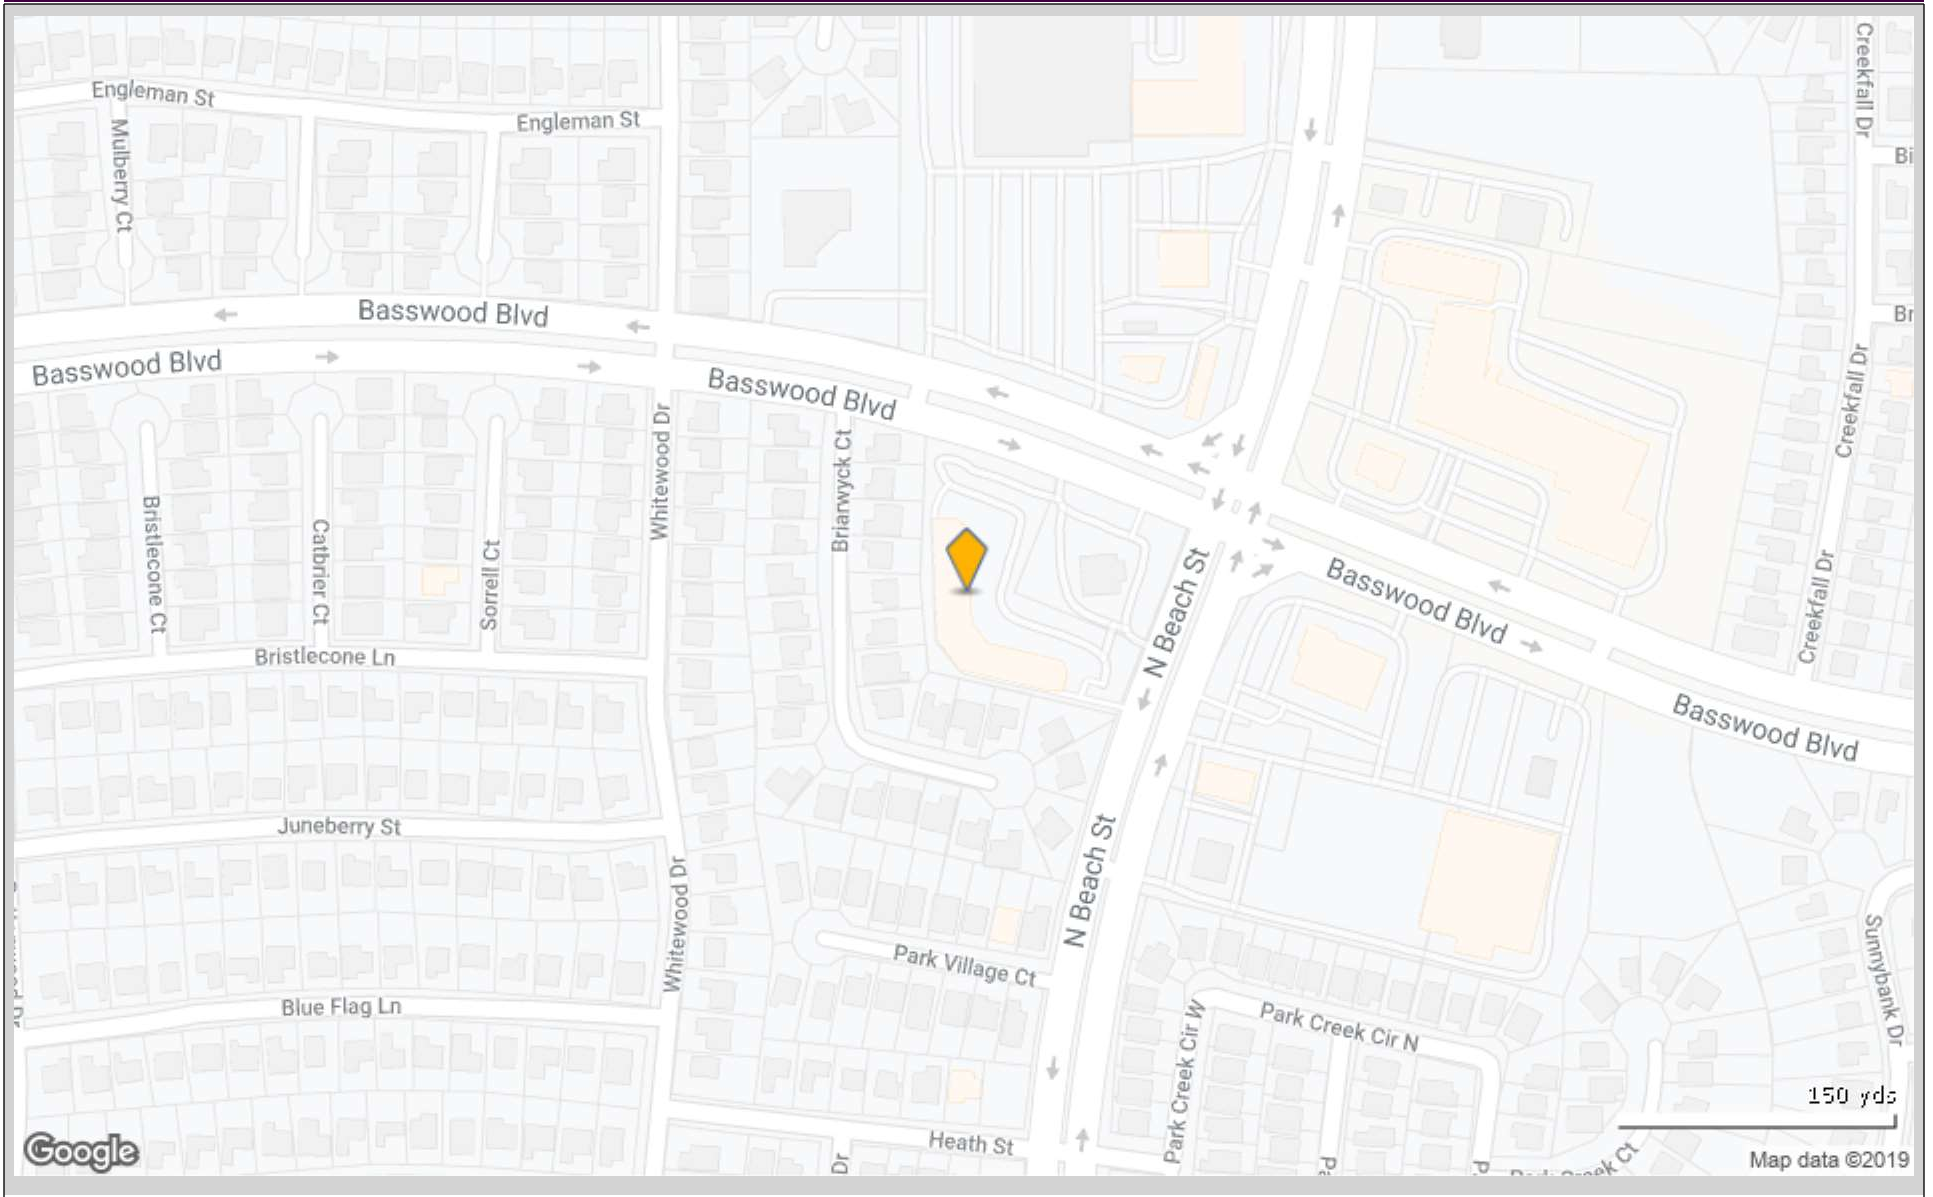 Engleman St
Engleman St
Mulberry Ct
Creekfall Dr
Bi
Basswood Blvd
Br
Basswood Blvd
Basswood Blvd
Creekfall Dr
Whitewood Dr
Briarwyck Ct
Bristlecone Ct
Catbrier Ct
Sorrell Ct
N Beach St
Basswood Blvd
Creekfall Dr
Bristlecone Ln
Basswood Blvd
Juneberry St
N Beach St
Whitewood Dr
Park Village Ct
Sunnybank Dr
Blue Flag Ln
Park Creek Cir W
Park Creek Cir N
150 yds
Heath St
Dr
Google
Map data ©2019